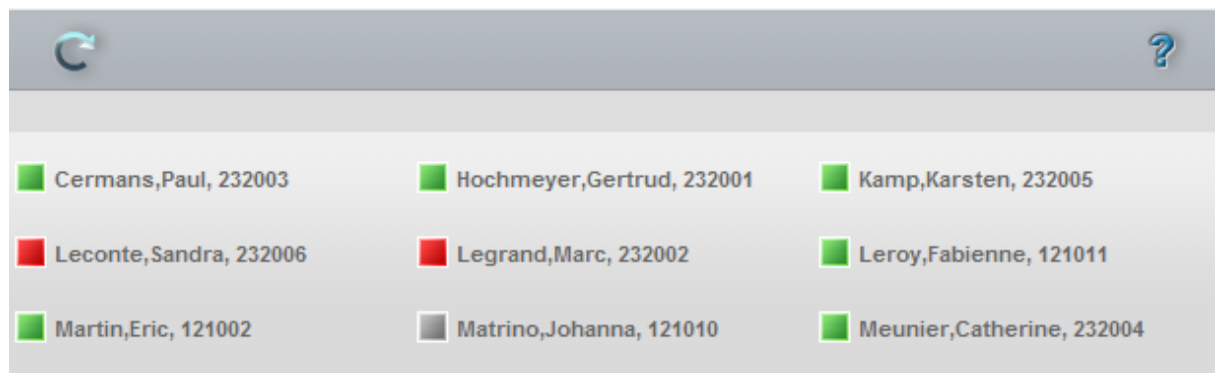 Cermans,Paul, 232003
Hochmeyer,Gertrud, 232001
Kamp,Karsten, 232005
Leconte,Sandra, 232006
Legrand,Marc, 232002
Leroy,Fabienne, 121011
Martin,Eric, 121002
Matrino,Johanna, 121010
Meunier,Catherine, 232004